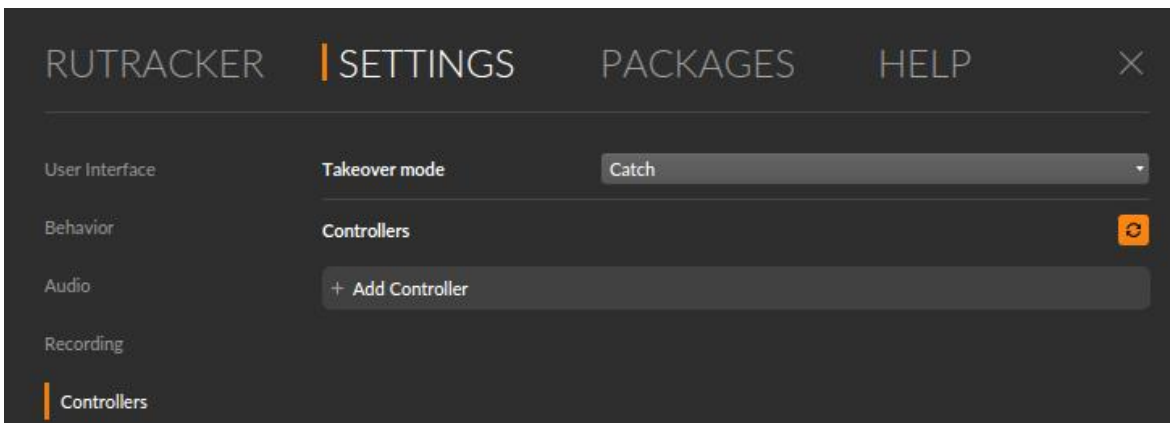 RUTRACKER SETTINGS PACKAGES HELP
User Interface
Takeover mode Catch
Behavior
Controllers
Audio
+ Add Controller
Recording
Controllers